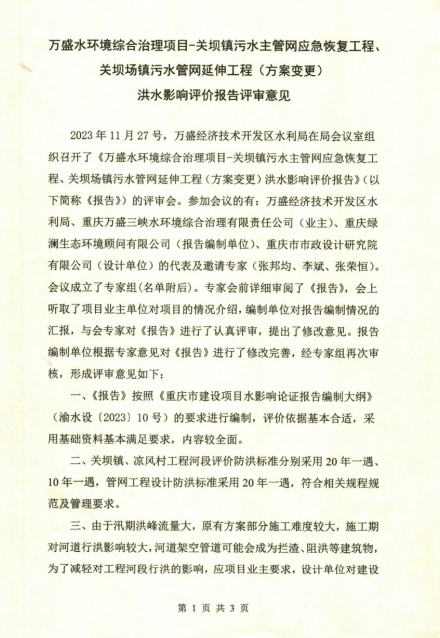 万盛水环境综合治理项目-关坝镇污水主管网应急恢复工程、
关坝场镇污水管网延伸工程（方案变更）
洪水影响评价报告评审意见
2023 年 11 月 27 号，万盛经济技术开发区水利局在局会议室组
织召开了《万盛水环境综合治理项目-关坝镇污水主管网应急恢复工
程、关坝场镇污水管网延伸工程（方案变更）洪水影响评价报告》（以
下简称《报告》）的评审会。参加会议的有：万盛经济技术开发区水
利局、重庆万盛三峡水环境综合治理有限责任公司（业主）、重庆绿
澜生态环境顾问有限公司（报告编制单位）、重庆市市政设计研究院
有限公司（设计单位）的代表及邀请专家（张邦均、李斌、张荣恒）。
会议成立了专家组(名单附后）。专家会前详细审阅了《报告》，会上
听取了项目业主单位对项目的情况介绍，编制单位对报告编制情况的
汇报，与会专家对《报告》进行了认真评审，提出了修改意见。报告
编制单位根据专家意见对《报告》进行了修改完善，经专家组再次审
核，形成评审意见如下：
一、《报告》按照《重庆市建设项目水影响论证报告编制大纲》
（渝水设〔2023〕10 号）的要求进行编制，评价依据基本合适，采
用基础资料基本满足要求，内容较全面。
二、关坝镇、凉风村工程河段评价防洪标准分别采用 20 年一遇、
10 年一遇，管网工程设计防洪标准采用 20 年一遇，符合相关规程规
范及管理要求。
三、由于汛期洪峰流量大，原有方案部分施工难度较大，施工期
对河道行洪影响较大，河道架空管道可能会成为拦渣、阻洪等建筑物，
为了减轻对工程河段行洪的影响，应项目业主要求，设计单位对建设
第 1 页 共 3 页